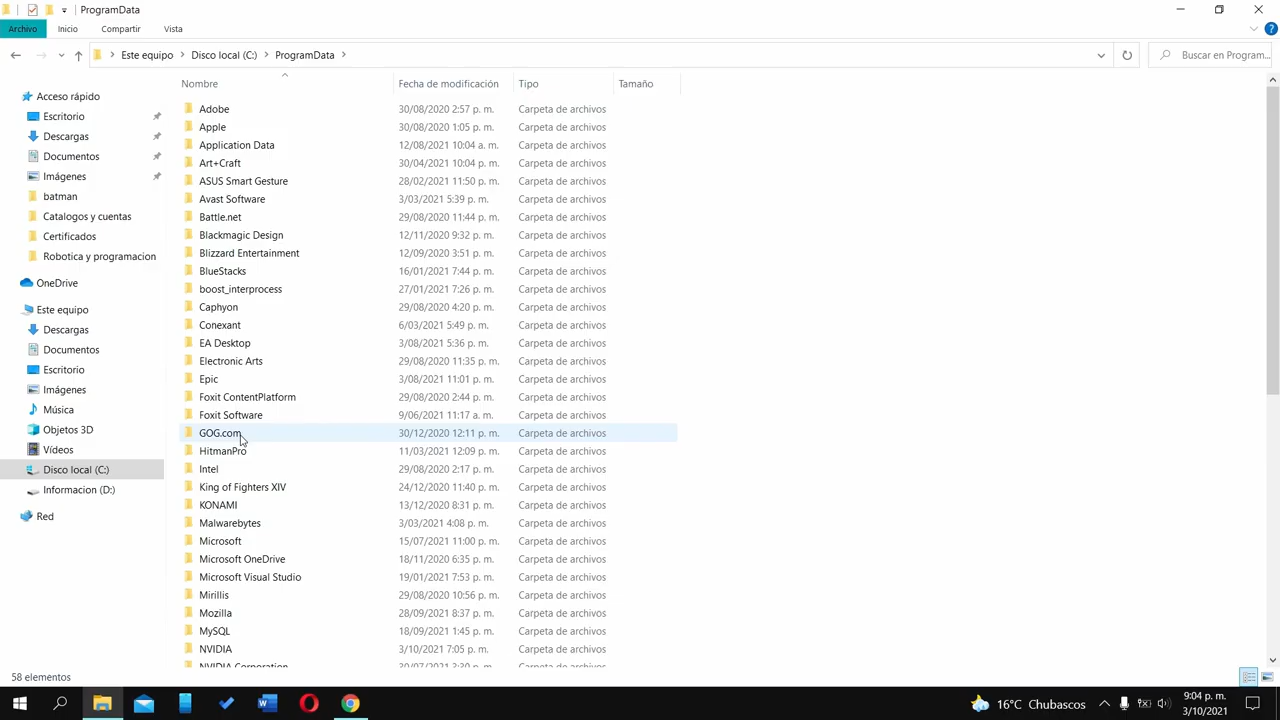 ProgramData
Archivo Inicio Compartir Vista
Este equipo Disco local (C:) ProgramData Buscar en Program...
Nombre Fecha de modificación Tipo Tamaño
Acceso rápido
Escritorio
Descargas
Documentos
Imágenes
batman
Catalogos y cuentas
Certificados
Robotica y programacion
OneDrive
Este equipo
Descargas
Documentos
Escritorio
Imágenes
Música
Objetos 3D
Vídeos
Disco local (C:)
Informacion (D:)
Red
Adobe 30/08/2020 2:57 p. m. Carpeta de archivos
Apple 30/08/2020 1:05 p. m. Carpeta de archivos
Application Data 12/08/2021 10:04 a. m. Carpeta de archivos
Art+Craft 30/04/2021 10:04 p. m. Carpeta de archivos
ASUS Smart Gesture 28/02/2021 11:50 p. m. Carpeta de archivos
Avast Software 3/03/2021 5:39 p. m. Carpeta de archivos
Battle.net 29/08/2020 11:44 p. m. Carpeta de archivos
Blackmagic Design 12/11/2020 9:32 p. m. Carpeta de archivos
Blizzard Entertainment 12/09/2020 3:51 p. m. Carpeta de archivos
BlueStacks 16/01/2021 7:44 p. m. Carpeta de archivos
boost_interprocess 27/01/2021 7:26 p. m. Carpeta de archivos
Caphyon 29/08/2020 4:20 p. m. Carpeta de archivos
Conexant 6/03/2021 5:49 p. m. Carpeta de archivos
EA Desktop 3/08/2021 5:36 p. m. Carpeta de archivos
Electronic Arts 29/08/2020 11:35 p. m. Carpeta de archivos
Epic 3/08/2021 11:01 p. m. Carpeta de archivos
Foxit ContentPlatform 29/08/2020 2:44 p. m. Carpeta de archivos
Foxit Software 9/06/2021 11:17 a. m. Carpeta de archivos
GOG.com 30/12/2020 12:11 p. m. Carpeta de archivos
HitmanPro 11/03/2021 12:09 p. m. Carpeta de archivos
Intel 29/08/2020 2:17 p. m. Carpeta de archivos
King of Fighters XIV 24/12/2020 11:40 p. m. Carpeta de archivos
KONAMI 13/12/2020 8:31 p. m. Carpeta de archivos
Malwarebytes 3/03/2021 4:08 p. m. Carpeta de archivos
Microsoft 15/07/2021 11:00 p. m. Carpeta de archivos
Microsoft OneDrive 18/11/2020 6:35 p. m. Carpeta de archivos
Microsoft Visual Studio 19/01/2021 7:53 p. m. Carpeta de archivos
Mirillis 29/08/2020 10:56 p. m. Carpeta de archivos
Mozilla 28/09/2021 8:37 p. m. Carpeta de archivos
MySQL 18/09/2021 1:45 p. m. Carpeta de archivos
NVIDIA 3/10/2021 7:05 p. m. Carpeta de archivos
NVIDIA Corporation 30/07/2021 3:30 p. m. Carpeta de archivos
58 elementos
16°C Chubascos 9:04 p. m.
3/10/2021